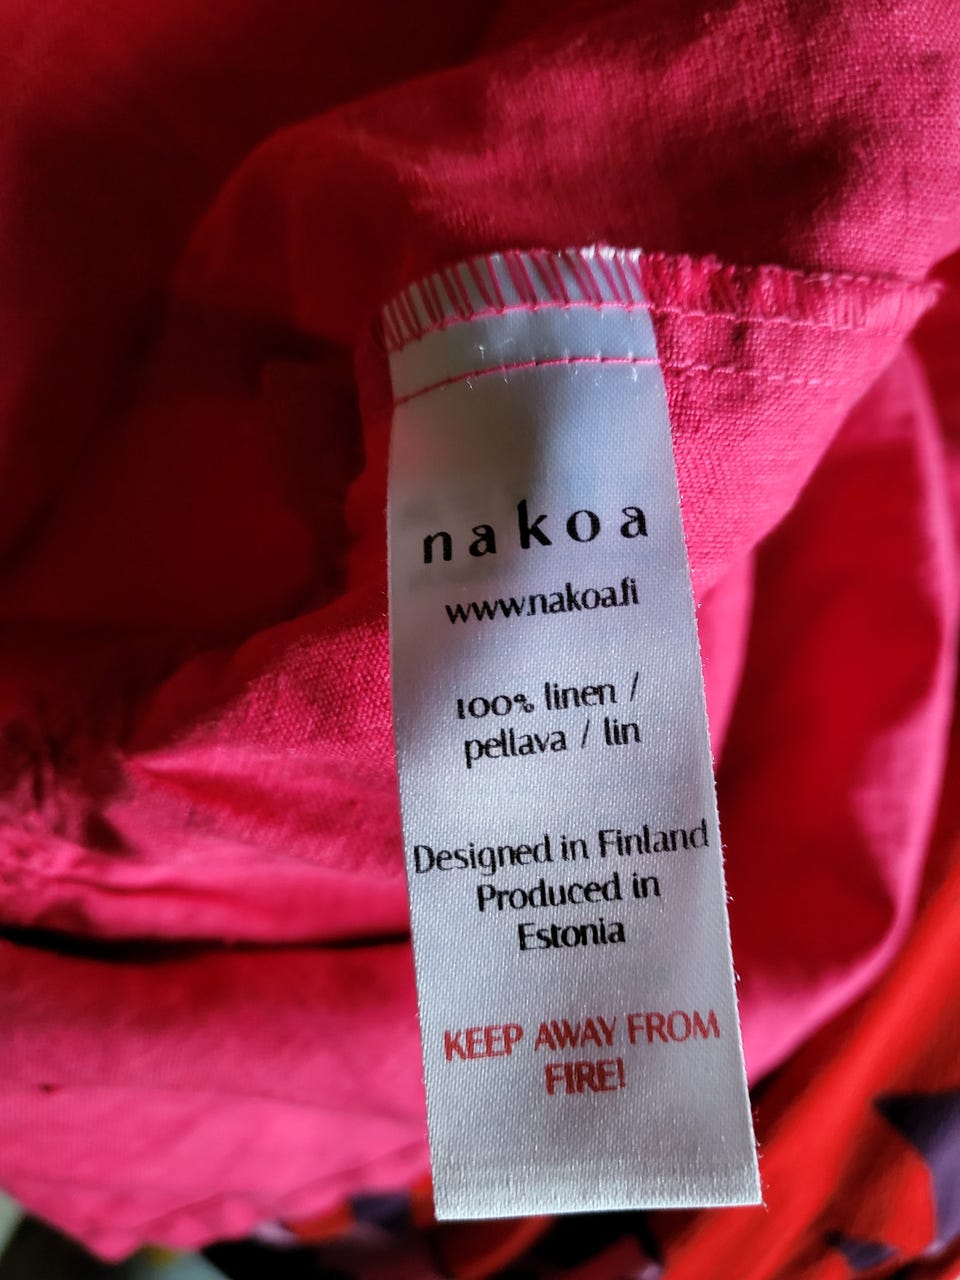 nakoa
www.nakoa.fi
100% linen /
pellava / lin
Designed in Finland
Produced in
Estonia
KEEP AWAY FROM
FIRE!